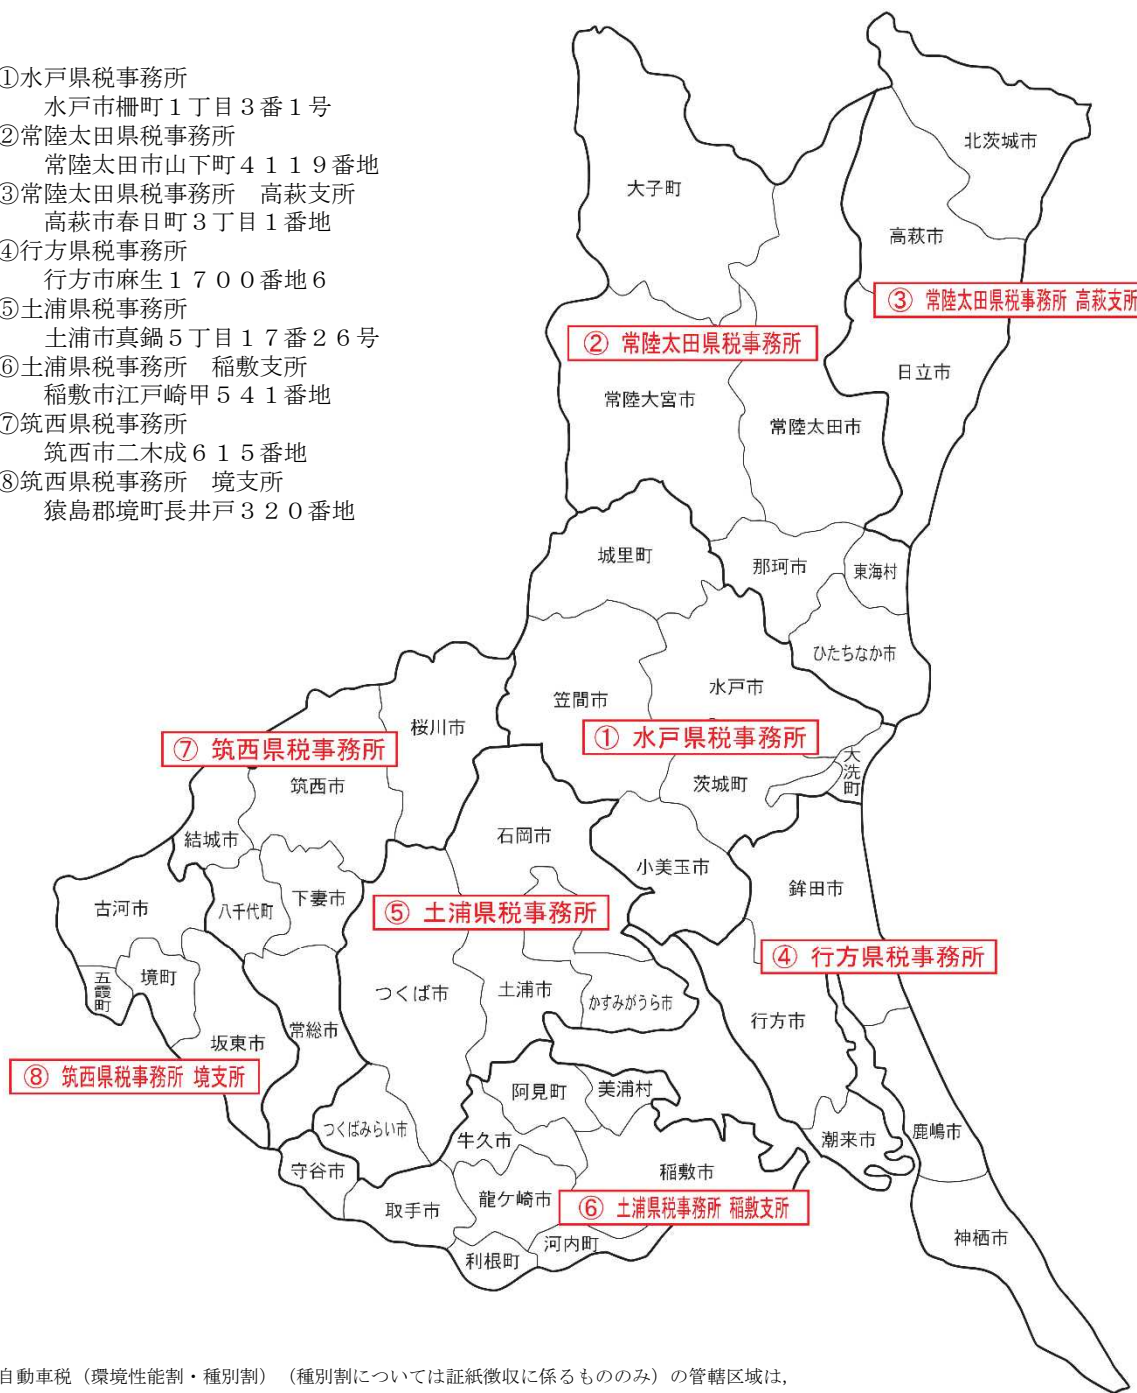 ①水戸県税事務所
水戸市柵町１丁目３番１号
②常陸太田県税事務所
常陸太田市山下町４１１９番地
③常陸太田県税事務所　高萩支所
高萩市春日町３丁目１番地
④行方県税事務所
行方市麻生１７００番地６
⑤土浦県税事務所
土浦市真鍋５丁目１７番２６号
⑥土浦県税事務所　稲敷支所
稲敷市江戸崎甲５４１番地
⑦筑西県税事務所
筑西市二木成６１５番地
⑧筑西県税事務所　境支所
猿島郡境町長井戸３２０番地
北茨城市
大子町
高萩市
③ 常陸太田県税事務所 高萩支所
② 常陸太田県税事務所
日立市
常陸大宮市
常陸太田市
城里町
那珂市
東海村
ひたちなか市
水戸市
笠間市
桜川市
① 水戸県税事務所
⑦ 筑西県税事務所
大洗町
茨城町
筑西市
石岡市
結城市
小美玉市
鉾田市
下妻市
古河市
八千代町
⑤ 土浦県税事務所
④ 行方県税事務所
境町
五霞町
つくば市
土浦市
かすみがうら市
行方市
常総市
坂東市
⑧ 筑西県税事務所 境支所
阿見町
美浦村
つくばみらい市
牛久市
潮来市
鹿嶋市
守谷市
稲敷市
龍ケ崎市
取手市
⑥ 土浦県税事務所 稲敷支所
河内町
利根町
神栖市
自動車税（環境性能割・種別割）（種別割については証紙徴収に係るもののみ）の管轄区域は，